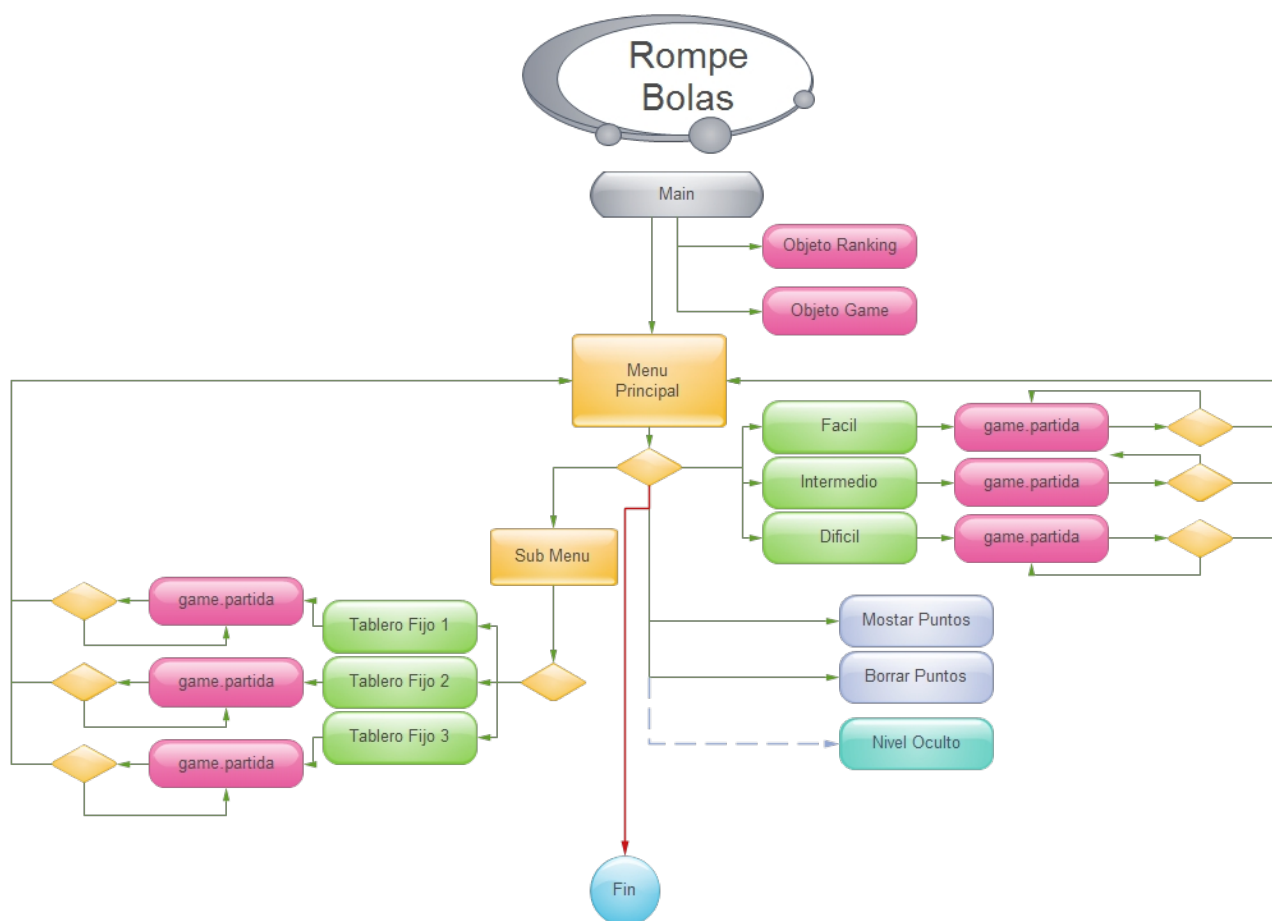 Rompe
Bolas
Main
Objeto Ranking
Objeto Game
Menu
Principal
Facil
game.partida
Intermedio
game.partida
Dificil
game.partida
Sub Menu
game.partida
Tablero Fijo 1
game.partida
Tablero Fijo 2
game.partida
Tablero Fijo 3
Mostar Puntos
Borrar Puntos
Nivel Oculto
Fin